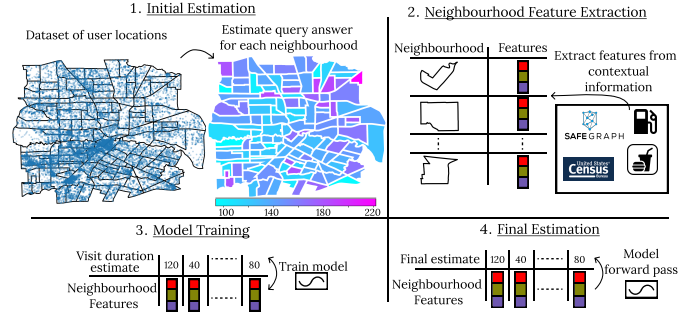 1. Initial Estimation
Dataset of user locations
Estimate query answer
for each neighbourhood
100 140 180 220
2. Neighbourhood Feature Extraction
Neighbourhood Features
Extract features from
contextual
information
SAFEGRAPH
United States
Census
Bureau
3. Model Training
Visit duration
estimate
120 40 80
Neighbourhood
Features
Train model
4. Final Estimation
Final estimate 120 40 80
Neighbourhood
Features
Model
forward pass